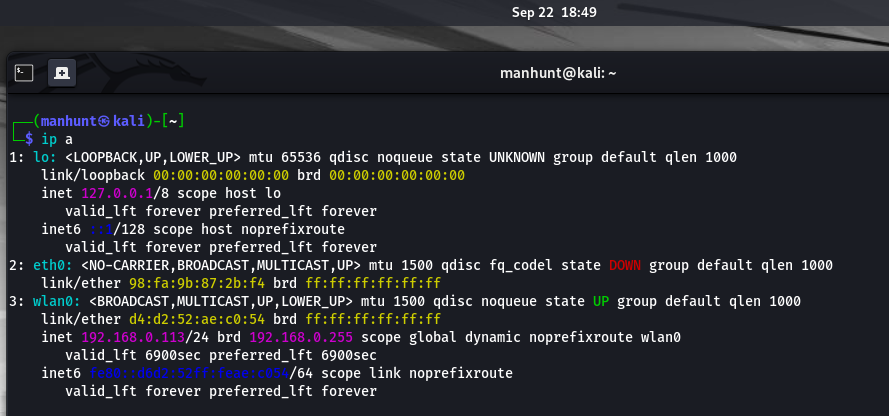 Sep 22 18:49
manhunt@kali: ~
┌──(manhunt㉿kali)-[~]
└─$ ip a
1: lo: <LOOPBACK,UP,LOWER_UP> mtu 65536 qdisc noqueue state UNKNOWN group default qlen 1000
    link/loopback 00:00:00:00:00:00 brd 00:00:00:00:00:00
    inet 127.0.0.1/8 scope host lo
       valid_lft forever preferred_lft forever
    inet6 ::1/128 scope host noprefixroute
       valid_lft forever preferred_lft forever
2: eth0: <NO-CARRIER,BROADCAST,MULTICAST,UP> mtu 1500 qdisc fq_codel state DOWN group default qlen 1000
    link/ether 98:fa:9b:87:2b:f4 brd ff:ff:ff:ff:ff:ff
3: wlan0: <BROADCAST,MULTICAST,UP,LOWER_UP> mtu 1500 qdisc noqueue state UP group default qlen 1000
    link/ether d4:d2:52:ae:c0:54 brd ff:ff:ff:ff:ff:ff
    inet 192.168.0.113/24 brd 192.168.0.255 scope global dynamic noprefixroute wlan0
       valid_lft 6900sec preferred_lft 6900sec
    inet6 fe80::d6d2:52ff:feae:c054/64 scope link noprefixroute
       valid_lft forever preferred_lft forever